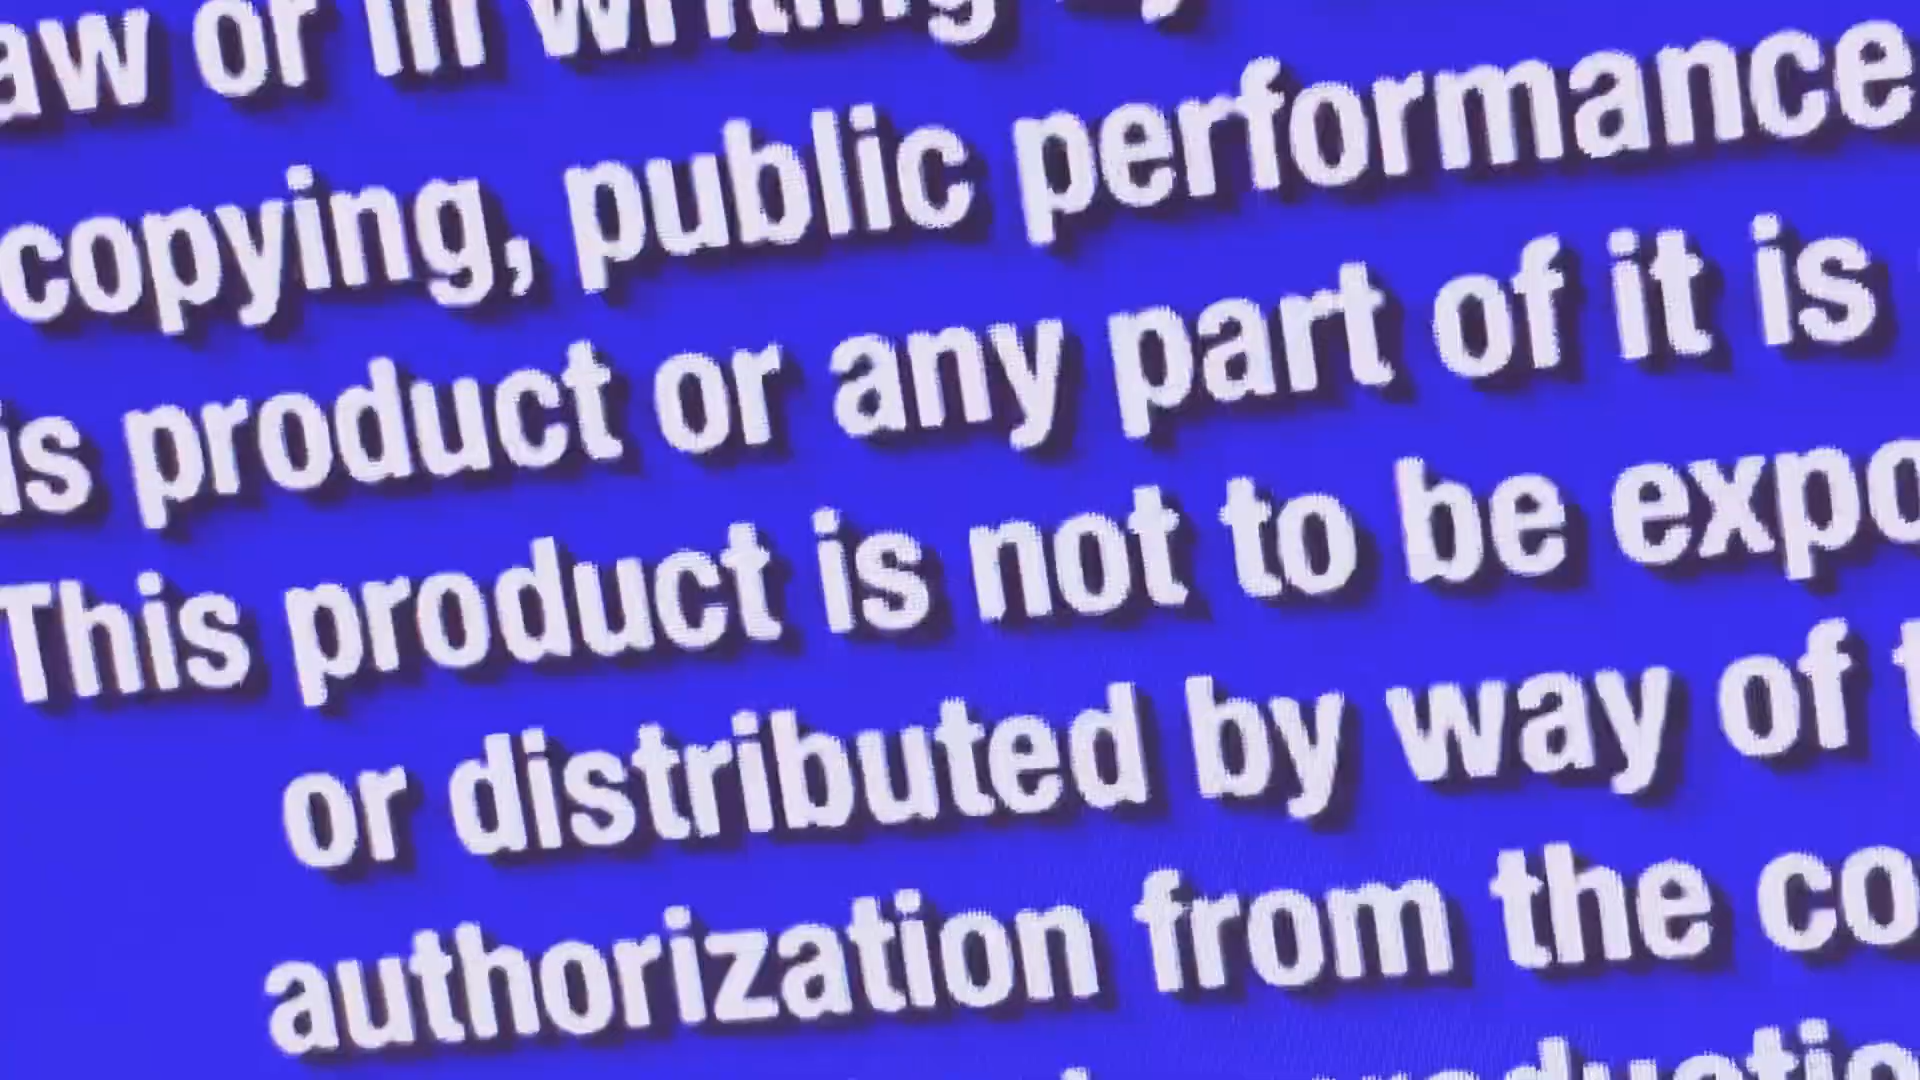 aw or in writing
copying, public performance
is product or any part of it is
This product is not to be expo
or distributed by way of t
authorization from the co